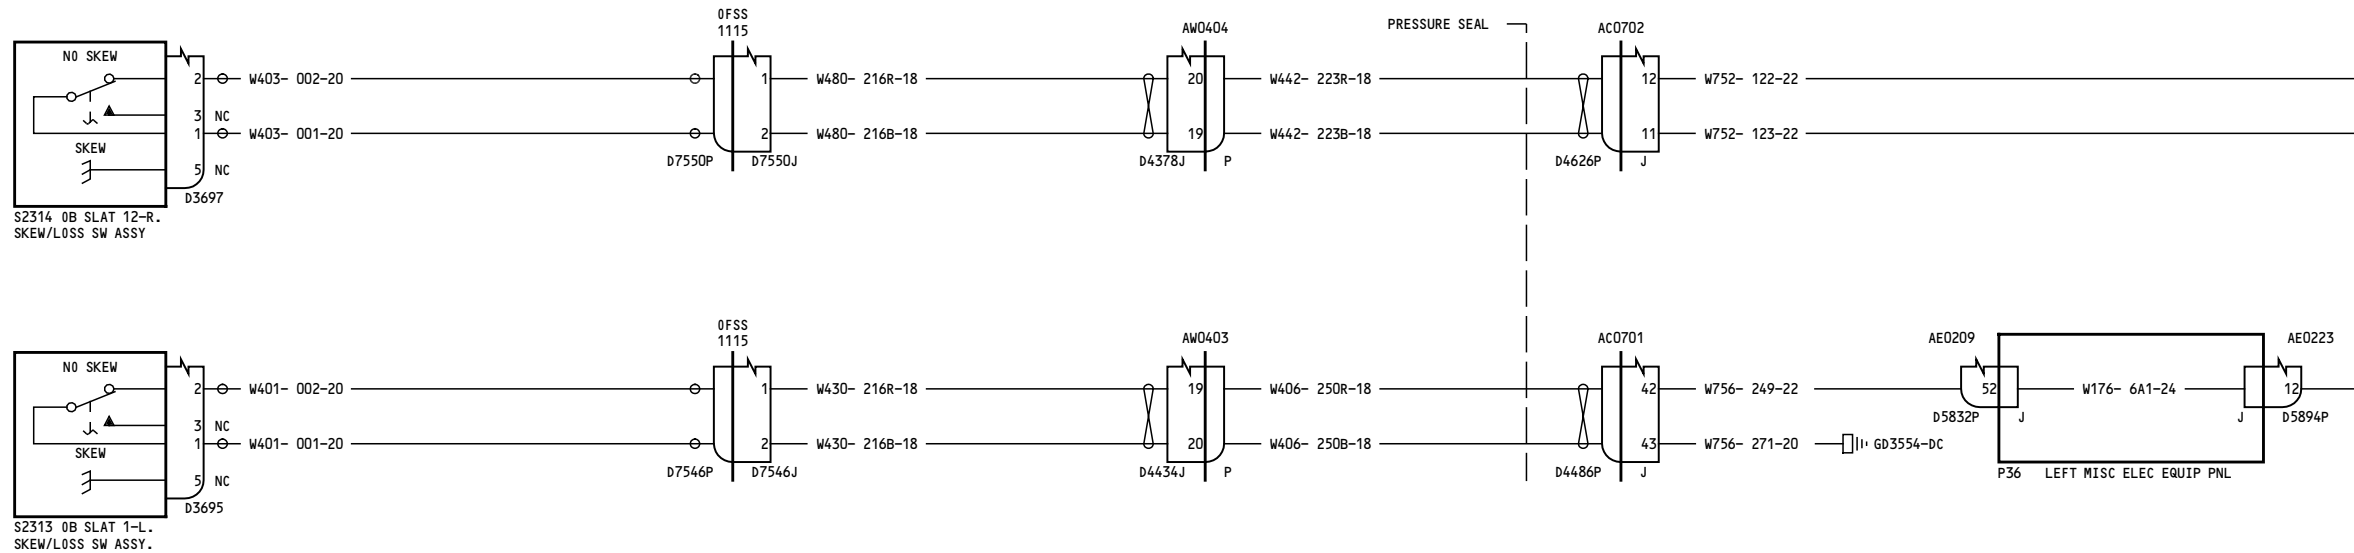 0FSS
1115
AW0404
PRESSURE SEAL
AC0702
NO SKEW
2
W403- 002-20
1
W480- 216R-18
20
W442- 223R-18
12
W752- 122-22
3 NC
1
W403- 001-20
2
W480- 216B-18
19
W442- 223B-18
11
W752- 123-22
SKEW
5 NC
D7550P
D7550J
D4378J
P
D4626P
J
D3697
S2314 OB SLAT 12-R.
SKEW/LOSS SW ASSY
0FSS
1115
AW0403
AC0701
AE0209
AE0223
NO SKEW
2
W401- 002-20
1
W430- 216R-18
19
W406- 250R-18
42
W756- 249-22
52
W176- 6A1-24
12
D5832P
J
J
D5894P
3 NC
1
W401- 001-20
2
W430- 216B-18
20
W406- 250B-18
43
W756- 271-20
GD3554-DC
SKEW
5 NC
D7546P
D7546J
D4434J
P
D4486P
J
P36 LEFT MISC ELEC EQUIP PNL
D3695
S2313 OB SLAT 1-L.
SKEW/LOSS SW ASSY.